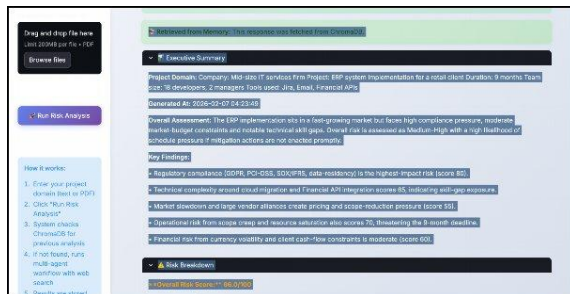 Drag and drop file here
Limit 200MB per file • PDF
Browse files
Run Risk Analysis
How it works:
1. Enter your project
domain (text or PDF)
2. Click "Run Risk
Analysis"
3. System checks
ChromaDB for
previous analysis
4. If not found, runs
multi-agent
workflow with web
search
5. Results are stored
Retrieved from Memory: This response was fetched from ChromaDB.
Executive Summary
Project Domain: Company: Mid-size IT services firm Project: ERP system implementation for a retail client Duration: 9 months Team
size: 18 developers, 2 managers Tools used: Jira, Email, Financial APIs
Generated At: 2026-02-07 04:23:49
Overall Assessment: The ERP implementation sits in a fast-growing market but faces high compliance pressure, moderate
market-budget constraints and notable technical skill gaps. Overall risk is assessed as Medium-High with a high likelihood of
schedule pressure if mitigation actions are not enacted promptly.
Key Findings:
• Regulatory compliance (GDPR, PCI-DSS, SOX/IFRS, data-residency) is the highest-impact risk (score 80).
• Technical complexity around cloud migration and Financial API integration scores 65, indicating skill-gap exposure.
• Market slowdown and large vendor alliances create pricing and scope-reduction pressure (score 55).
• Operational risk from scope creep and resource saturation also scores 70, threatening the 9-month deadline.
• Financial risk from currency volatility and client cash-flow constraints is moderate (score 60).
Risk Breakdown
**Overall Risk Score:** 66.0/100